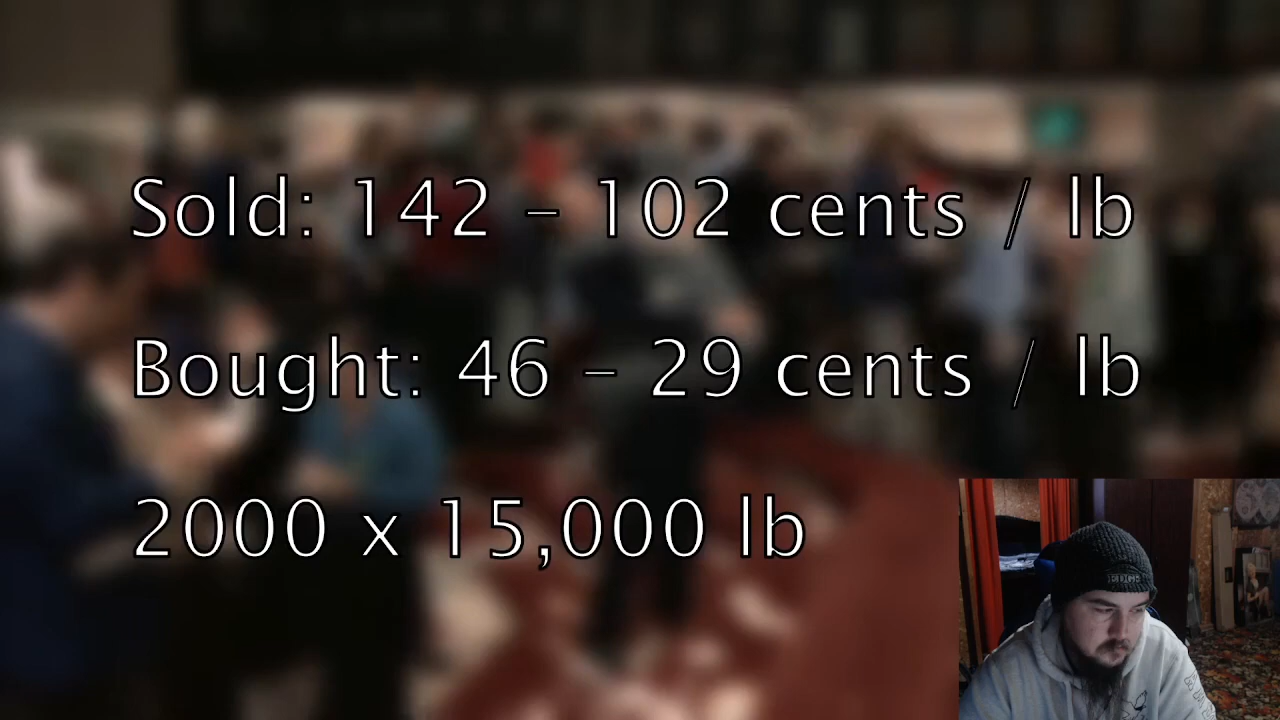 Sold: 142 – 102 cents / lb
Bought: 46 – 29 cents / lb
2000 x 15,000 lb